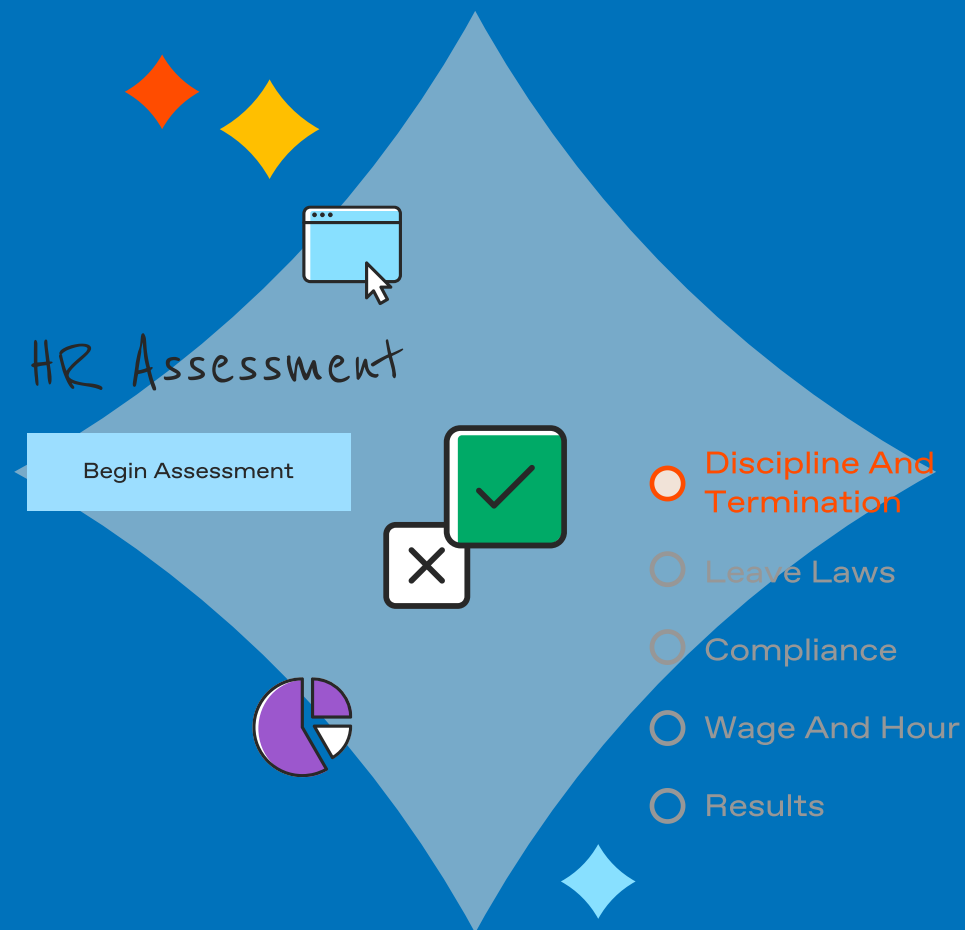 HR Assessment
Begin Assessment
Discipline And
Termination
Leave Laws
Compliance
Wage And Hour
Results